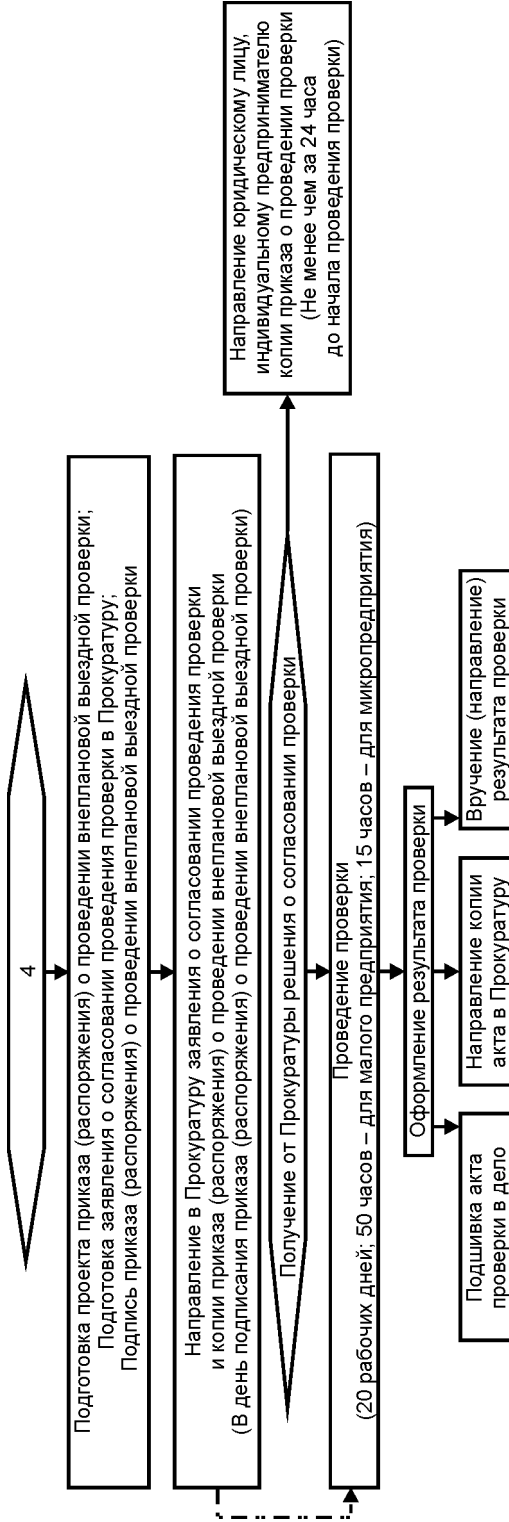 4
Подготовка проекта приказа (распоряжения) о проведении внеплановой выездной проверки;
Подготовка заявления о согласовании проведения проверки в Прокуратуру;
Подпись приказа (распоряжения) о проведении внеплановой выездной проверки
Направление в Прокуратуру заявления о согласовании проведения проверки
и копии приказа (распоряжения) о проведении внеплановой выездной проверки
(В день подписания приказа (распоряжения) о проведении внеплановой выездной проверки)
Получение от Прокуратуры решения о согласовании проверки
Направление юридическому лицу,
индивидуальному предпринимателю
копии приказа о проведении проверки
(Не менее чем за 24 часа
до начала проведения проверки)
Проведение проверки
(20 рабочих дней; 50 часов – для малого предприятия; 15 часов – для микропредприятия)
Оформление результата проверки
Подшивка акта
проверки в дело
Направление копии
акта в Прокуратуру
Вручение (направление)
результата проверки